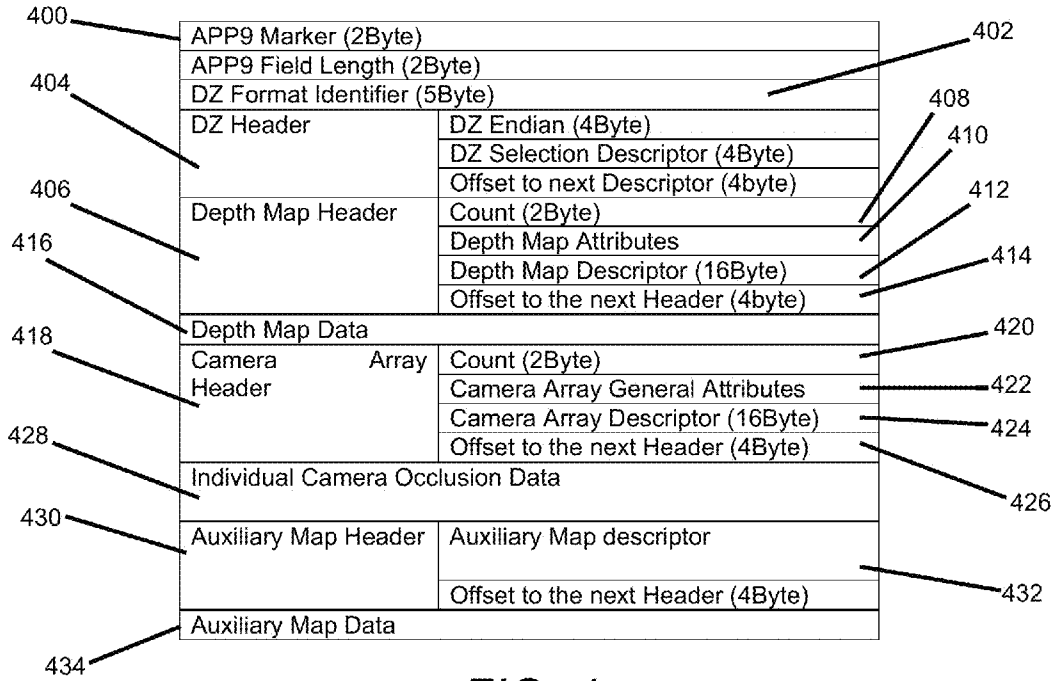 400
APP9 Marker (2Byte)
402
APP9 Field Length (2Byte)
404
DZ Format Identifier (5Byte)
408
DZ Header
DZ Endian (4Byte)
410
DZ Selection Descriptor (4Byte)
406
Offset to next Descriptor (4byte)
412
Depth Map Header
Count (2Byte)
416
Depth Map Attributes
414
Depth Map Descriptor (16Byte)
Offset to the next Header (4byte)
418
Depth Map Data
420
Camera Array
Count (2Byte)
Header
Camera Array General Attributes
422
Camera Array Descriptor (16Byte)
424
428
Offset to the next Header (4Byte)
Individual Camera Occlusion Data
426
430
Auxiliary Map Header
Auxiliary Map descriptor
432
Offset to the next Header (4Byte)
Auxiliary Map Data
434